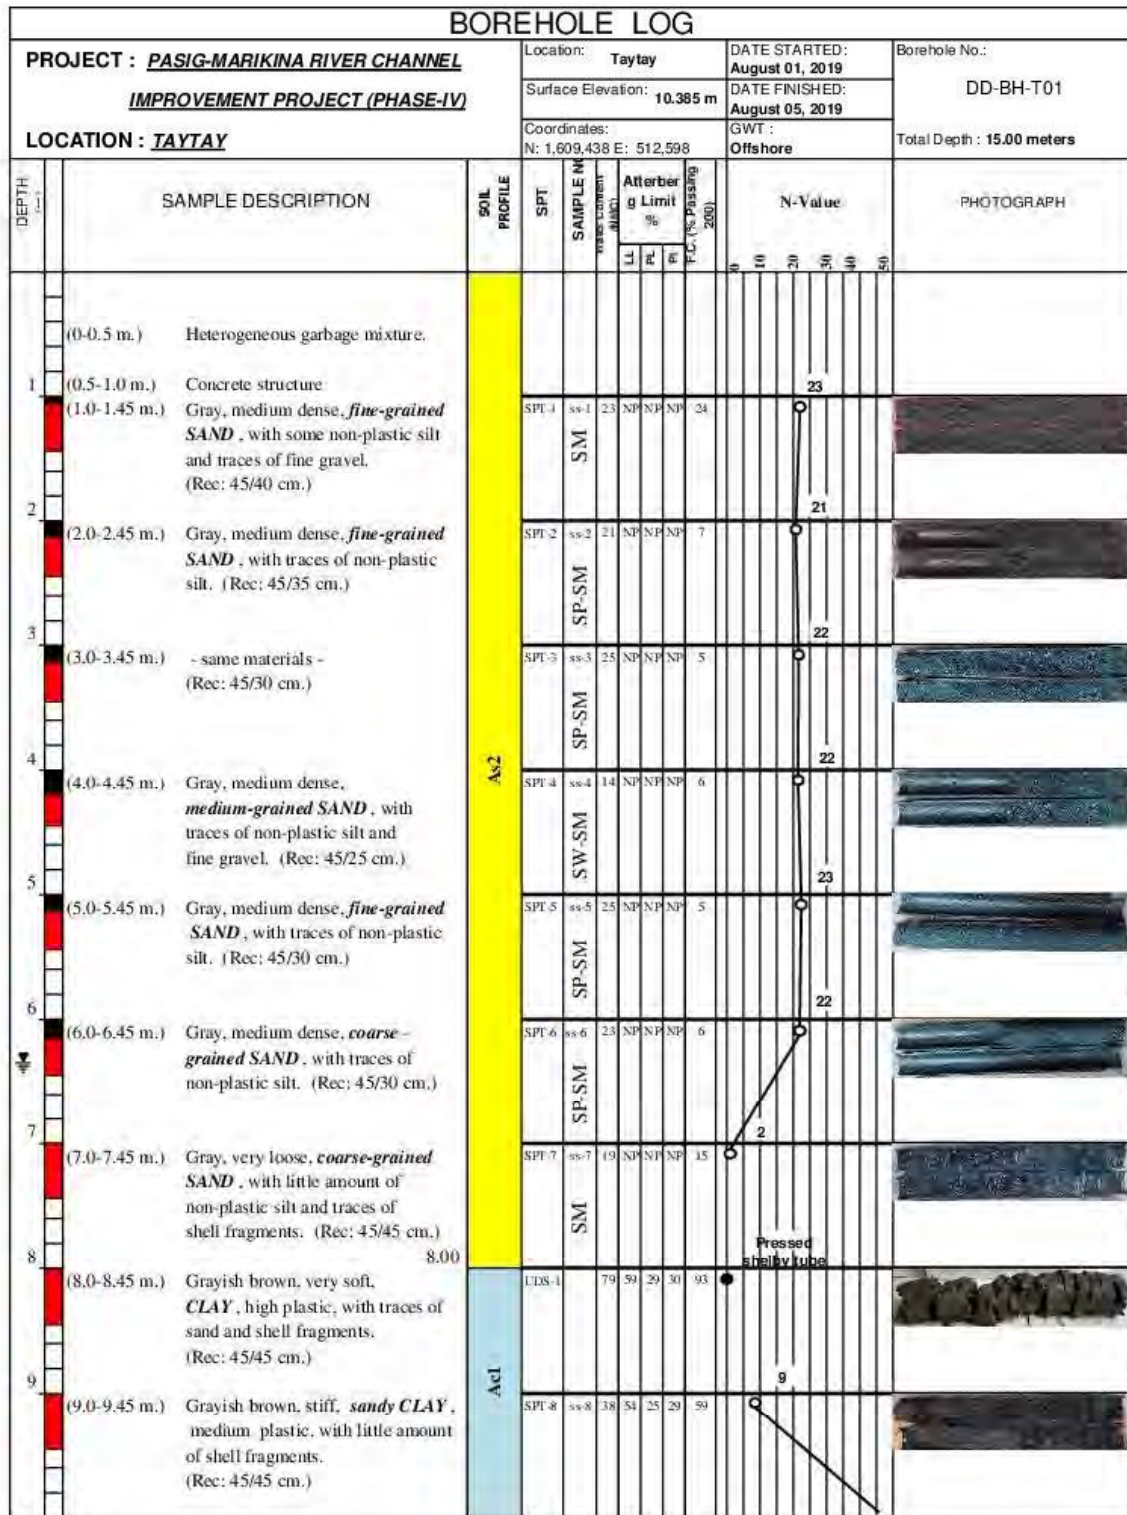 BOREHOLE LOG
PROJECT : PASIG-MARIKINA RIVER CHANNEL
IMPROVEMENT PROJECT (PHASE-IV)
LOCATION : TAYTAY
Location: Taytay
Surface Elevation: 10.385 m
Coordinates:
N: 1,609,438 E: 512,598
DATE STARTED:
August 01, 2019
DATE FINISHED:
August 05, 2019
GWT :
Offshore
Borehole No.:
DD-BH-T01
Total Depth : 15.00 meters
DEPTH
SAMPLE DESCRIPTION
SOIL PROFILE
SPT
SAMPLE NO
Atterber
g Limit
%
LL PL PI
F.C. (% Passing 200)
N-Value
0 10 20 30 40 50
PHOTOGRAPH
(0-0.5 m.) Heterogeneous garbage mixture.
1 (0.5-1.0 m.) Concrete structure
23
(1.0-1.45 m.) Gray, medium dense, fine-grained
SAND , with some non-plastic silt
and traces of fine gravel.
(Rec: 45/40 cm.)
SPT-1 ss-1 23 NP NP NP 24
SM
2
21
(2.0-2.45 m.) Gray, medium dense, fine-grained
SAND , with traces of non-plastic
silt. (Rec: 45/35 cm.)
SPT-2 ss-2 21 NP NP NP 7
SP-SM
3
22
(3.0-3.45 m.) - same materials -
(Rec: 45/30 cm.)
SPT-3 ss-3 25 NP NP NP 5
SP-SM
4
As2
22
(4.0-4.45 m.) Gray, medium dense,
medium-grained SAND , with
traces of non-plastic silt and
fine gravel. (Rec: 45/25 cm.)
SPT-4 ss-4 14 NP NP NP 6
SW-SM
5
23
(5.0-5.45 m.) Gray, medium dense, fine-grained
SAND , with traces of non-plastic
silt. (Rec: 45/30 cm.)
SPT-5 ss-5 25 NP NP NP 5
SP-SM
6
22
(6.0-6.45 m.) Gray, medium dense, coarse -
grained SAND , with traces of
non-plastic silt. (Rec: 45/30 cm.)
SPT-6 ss-6 23 NP NP NP 6
SP-SM
7
2
(7.0-7.45 m.) Gray, very loose, coarse-grained
SAND , with little amount of
non-plastic silt and traces of
shell fragments. (Rec: 45/45 cm.)
8.00
SPT-7 ss-7 19 NP NP NP 15
SM
8
Pressed
shelby tube
(8.0-8.45 m.) Grayish brown, very soft,
CLAY , high plastic, with traces of
sand and shell fragments.
(Rec: 45/45 cm.)
UDS-1 79 59 29 30 93
9
Ac1
9
(9.0-9.45 m.) Grayish brown, stiff, sandy CLAY ,
medium plastic, with little amount
of shell fragments.
(Rec: 45/45 cm.)
SPT-8 ss-8 38 54 25 29 59